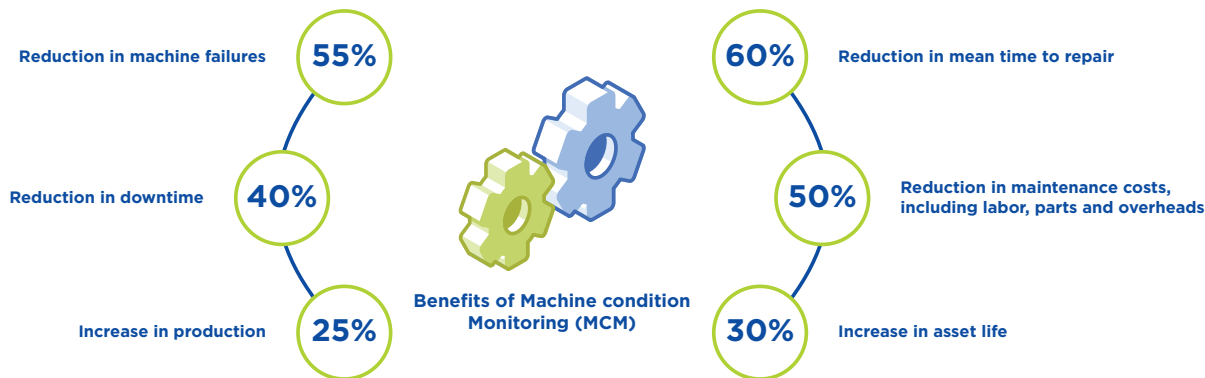 Reduction in machine failures
55%
Reduction in downtime
40%
Increase in production
25%
Benefits of Machine condition
Monitoring (MCM)
60%
Reduction in mean time to repair
50%
Reduction in maintenance costs,
including labor, parts and overheads
30%
Increase in asset life